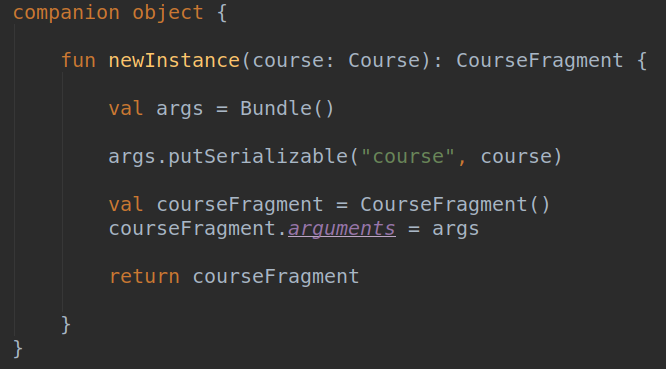 companion object {
fun newInstance(course: Course): CourseFragment {
val args = Bundle()
args.putSerializable("course", course)
val courseFragment = CourseFragment()
courseFragment.arguments = args
return courseFragment
}
}